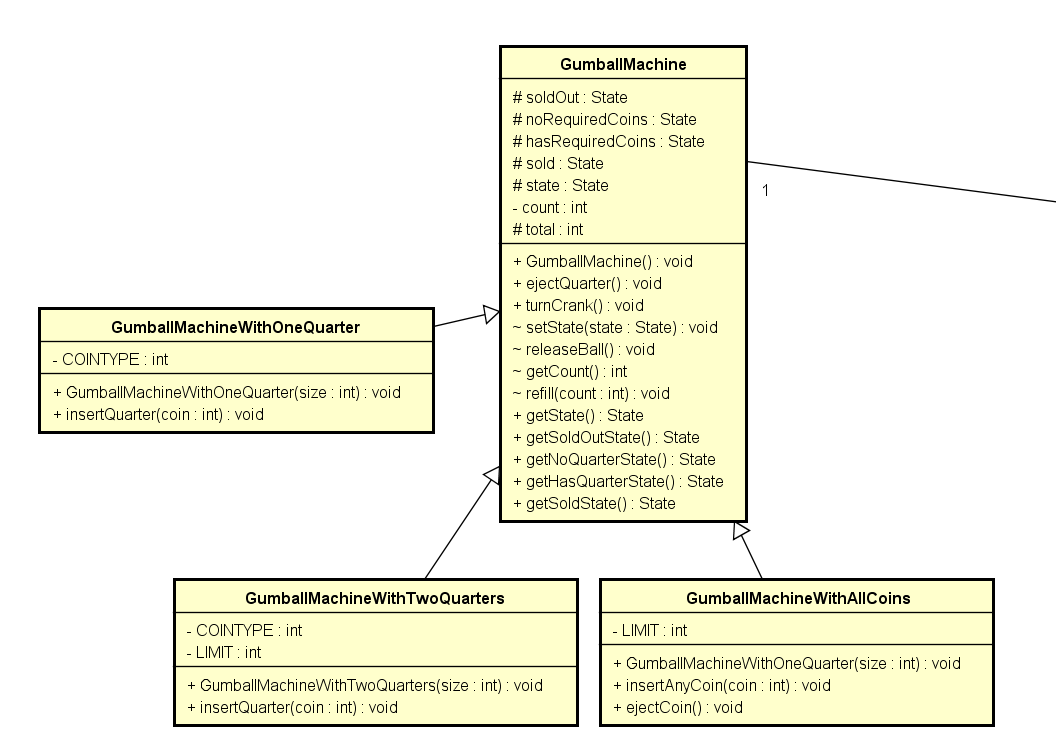 GumballMachine
# soldOut : State
# noRequiredCoins : State
# hasRequiredCoins : State
# sold : State
# state : State
- count : int
# total : int
+ GumballMachine() : void
+ ejectQuarter() : void
+ turnCrank() : void
~ setState(state : State) : void
~ releaseBall() : void
~ getCount() : int
~ refill(count : int) : void
+ getState() : State
+ getSoldOutState() : State
+ getNoQuarterState() : State
+ getHasQuarterState() : State
+ getSoldState() : State
1
GumballMachineWithOneQuarter
- COINTYPE : int
+ GumballMachineWithOneQuarter(size : int) : void
+ insertQuarter(coin : int) : void
GumballMachineWithTwoQuarters
- COINTYPE : int
- LIMIT : int
+ GumballMachineWithTwoQuarters(size : int) : void
+ insertQuarter(coin : int) : void
GumballMachineWithAllCoins
- LIMIT : int
+ GumballMachineWithOneQuarter(size : int) : void
+ insertAnyCoin(coin : int) : void
+ ejectCoin() : void